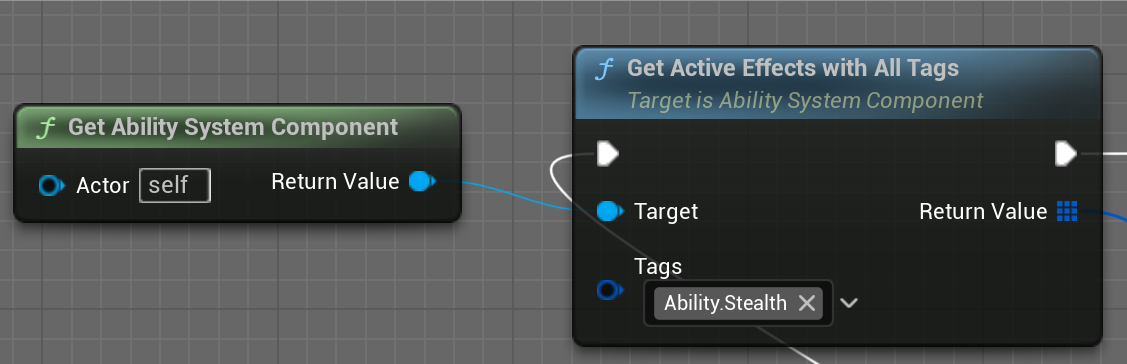 Get Ability System Component
Actor self
Return Value
Get Active Effects with All Tags
Target is Ability System Component
Target
Return Value
Tags
Ability.Stealth